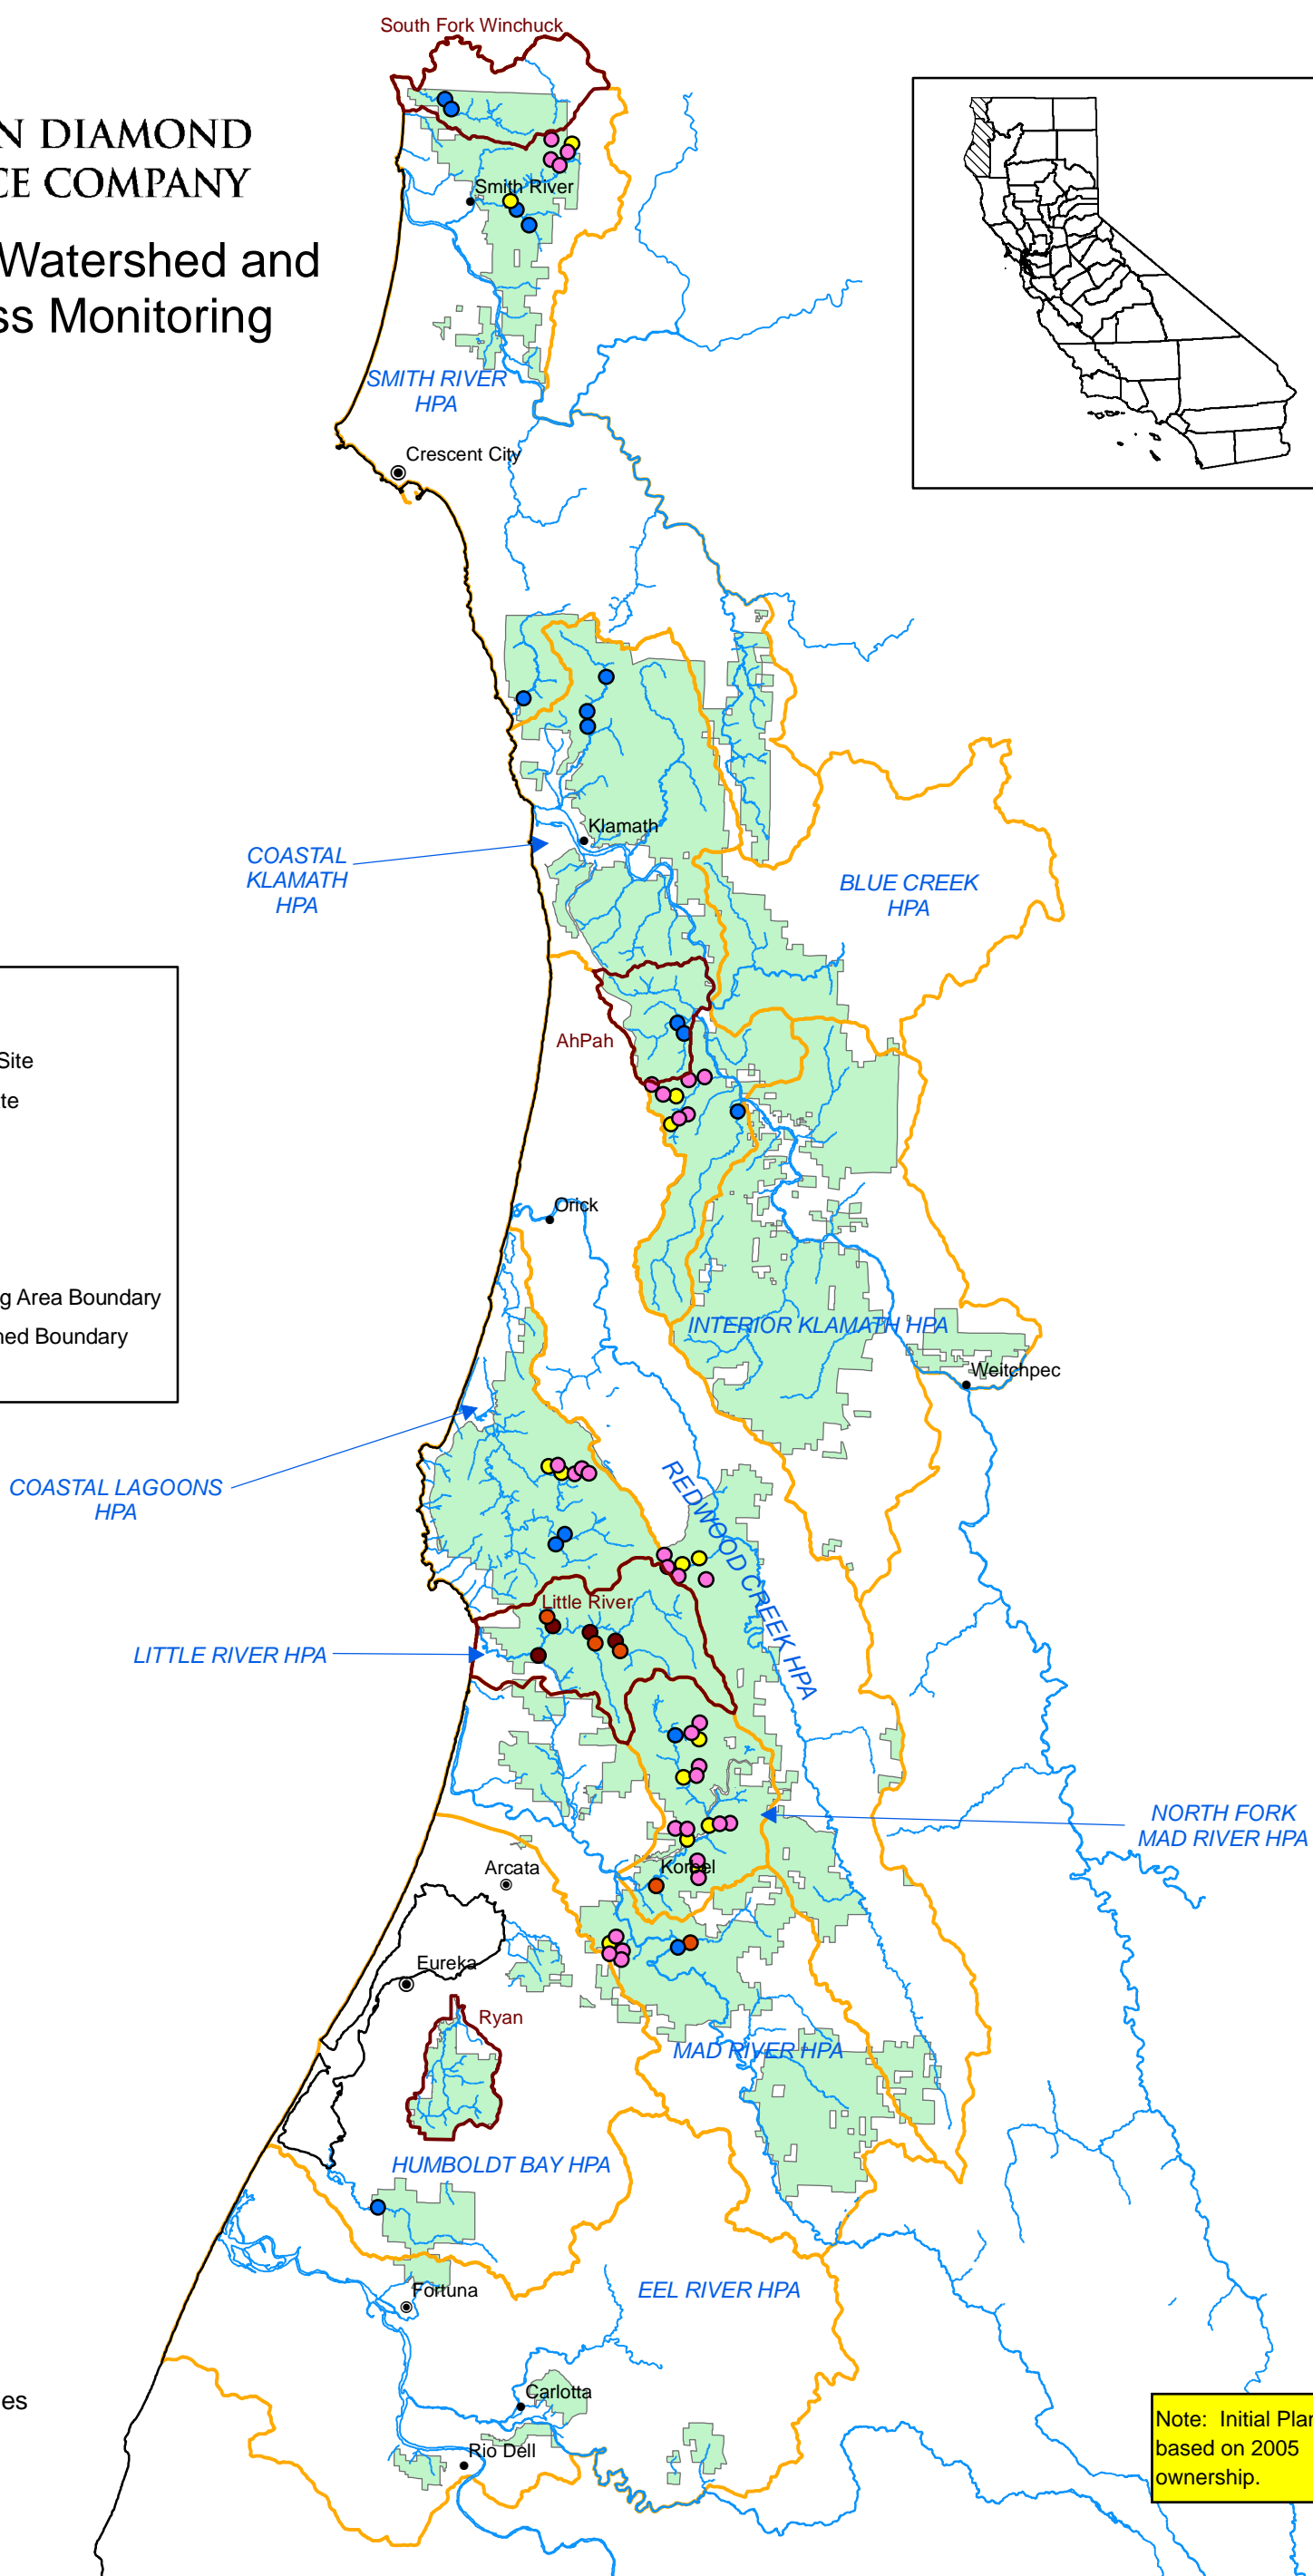 South Fork Winchuck
N DIAMOND
CE COMPANY
Watershed and
ss Monitoring
Smith River
SMITH RIVER
HPA
Crescent City
Klamath
COASTAL
KLAMATH
HPA
BLUE CREEK
HPA
AhPah
Site
te
g Area Boundary
ned Boundary
Orick
INTERIOR KLAMATH HPA
Weitchpec
COASTAL LAGOONS
HPA
REDWOOD CREEK HPA
Little River
LITTLE RIVER HPA
NORTH FORK
MAD RIVER HPA
Korbel
Arcata
Eureka
Ryan
MAD RIVER HPA
HUMBOLDT BAY HPA
EEL RIVER HPA
Fortuna
Carlotta
es
Rio Dell
Note: Initial Plan
based on 2005
ownership.